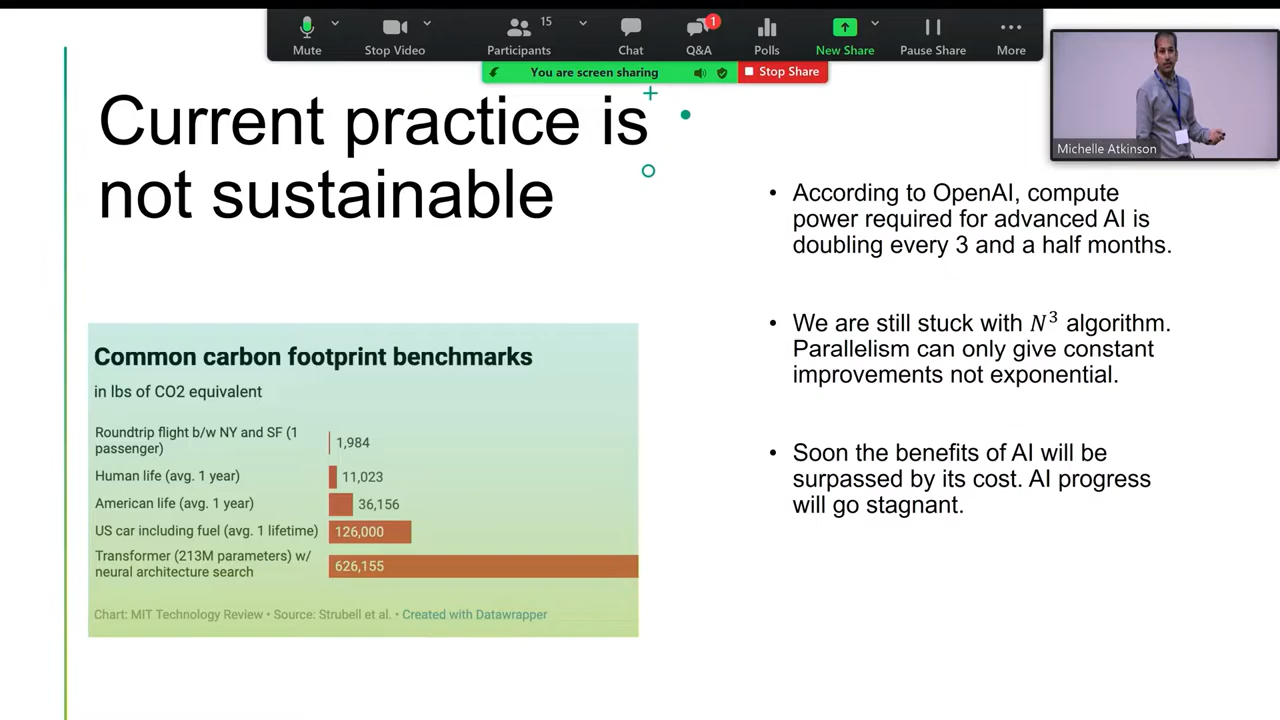 15
1
Mute
Stop Video
Participants
Chat
Q&A
Polls
New Share
Pause Share
More
You are screen sharing
Stop Share
Michelle Atkinson
Current practice is
not sustainable
Common carbon footprint benchmarks
in lbs of CO2 equivalent
Roundtrip flight b/w NY and SF (1
passenger)
1,984
Human life (avg. 1 year)
11,023
American life (avg. 1 year)
36,156
US car including fuel (avg. 1 lifetime)
126,000
Transformer (213M parameters) w/
neural architecture search
626,155
Chart: MIT Technology Review • Source: Strubell et al. • Created with Datawrapper
• According to OpenAI, compute
power required for advanced AI is
doubling every 3 and a half months.
• We are still stuck with N³ algorithm.
Parallelism can only give constant
improvements not exponential.
• Soon the benefits of AI will be
surpassed by its cost. AI progress
will go stagnant.